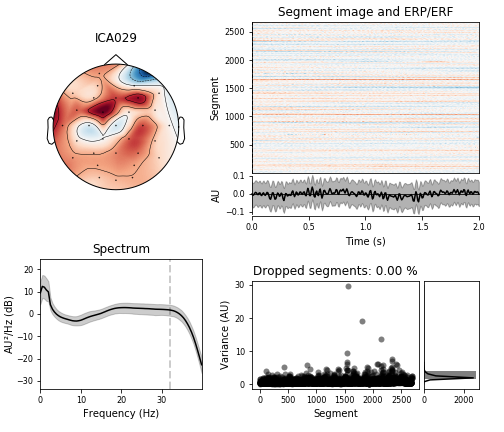 ICA029
Segment image and ERP/ERF
Segment
2500
2000
1500
1000
500
AU
0.1
0.0
−0.1
0.0 0.5 1.0 1.5 2.0
Time (s)
Spectrum
AU²/Hz (dB)
20
10
0
−10
−20
−30
0 10 20 30
Frequency (Hz)
Dropped segments: 0.00 %
Variance (AU)
30
20
10
0
0 500 1000 1500 2000 2500
Segment
0 2000